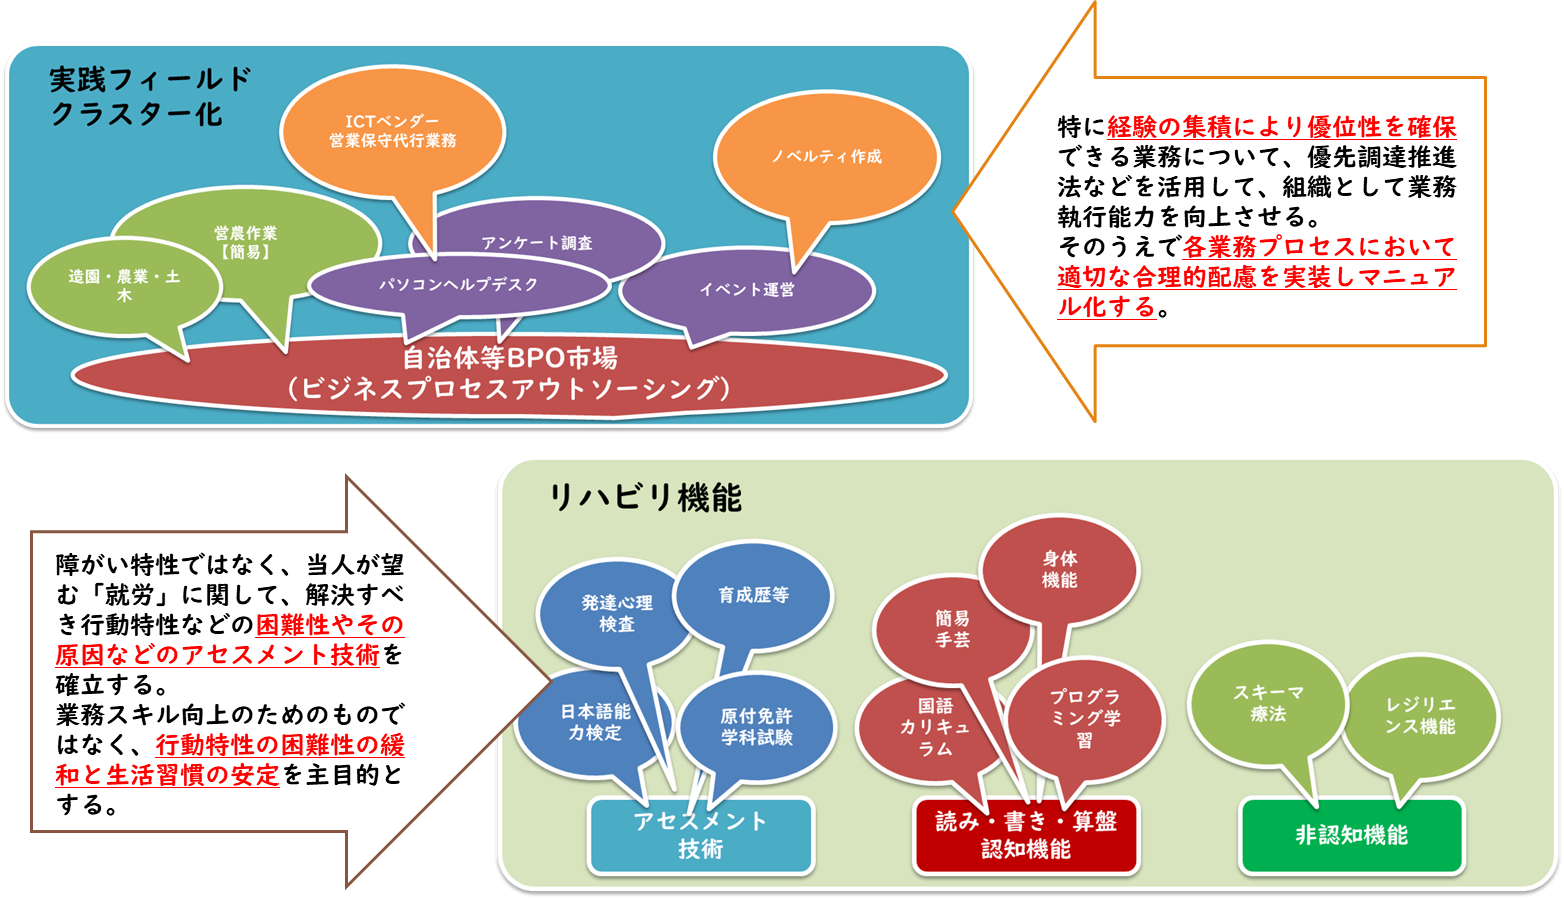 実践フィールド
クラスター化
ICTベンダー
営業保守代行業務
ノベルティ作成
営農作業
【簡易】
アンケート調査
造園・農業・土
木
パソコンヘルプデスク
イベント運営
自治体等BPO市場
（ビジネスプロセスアウトソーシング）
特に経験の集積により優位性を確保
できる業務について、優先調達推進
法などを活用して、組織として業務
執行能力を向上させる。
そのうえで各業務プロセスにおいて
適切な合理的配慮を実装しマニュア
ル化する。
障がい特性ではなく、当人が望
む「就労」に関して、解決すべ
き行動特性などの困難性やその
原因などのアセスメント技術を
確立する。
業務スキル向上のためのもので
はなく、行動特性の困難性の緩
和と生活習慣の安定を主目的と
する。
リハビリ機能
発達心理
検査
育成歴等
日本語能
力検定
原付免許
学科試験
アセスメント
技術
身体
機能
簡易
手芸
国語
カリキュ
ラム
プログラ
ミング学
習
読み・書き・算盤
認知機能
スキーマ
療法
レジリエ
ンス機能
非認知機能